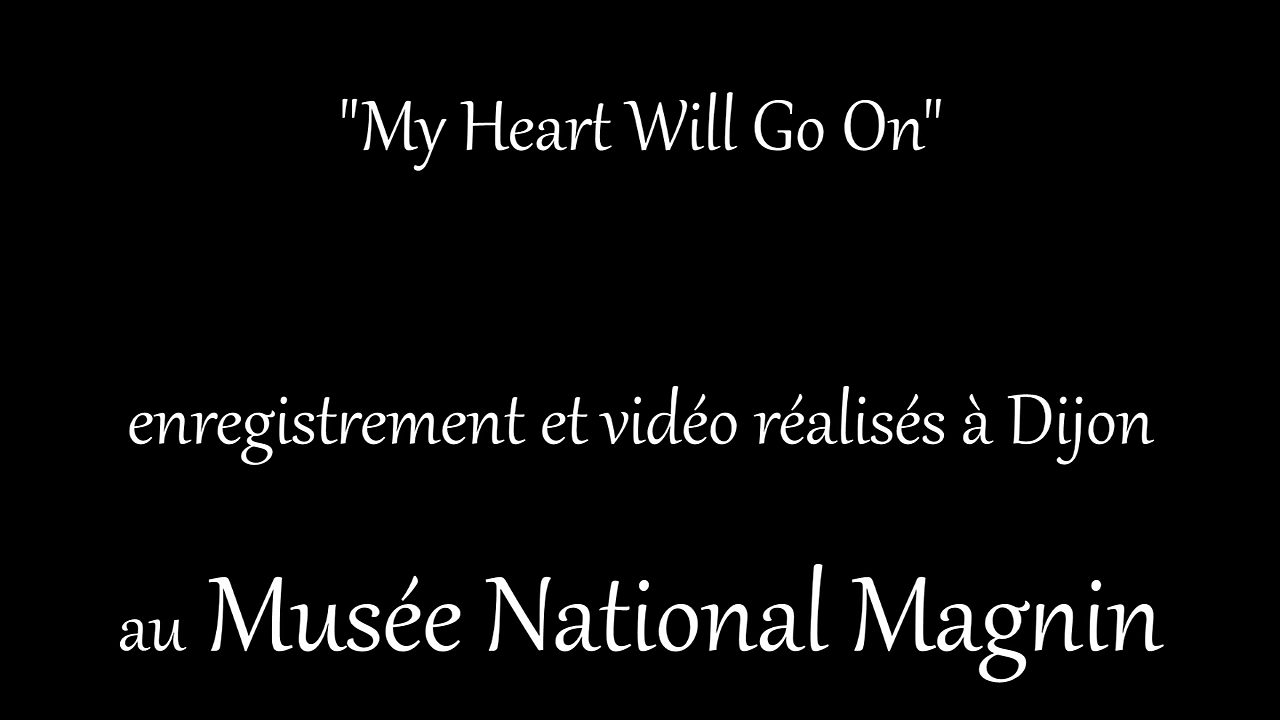 "My Heart Will Go On"
enregistrement et vidéo réalisés à Dijon
au Musée National Magnin